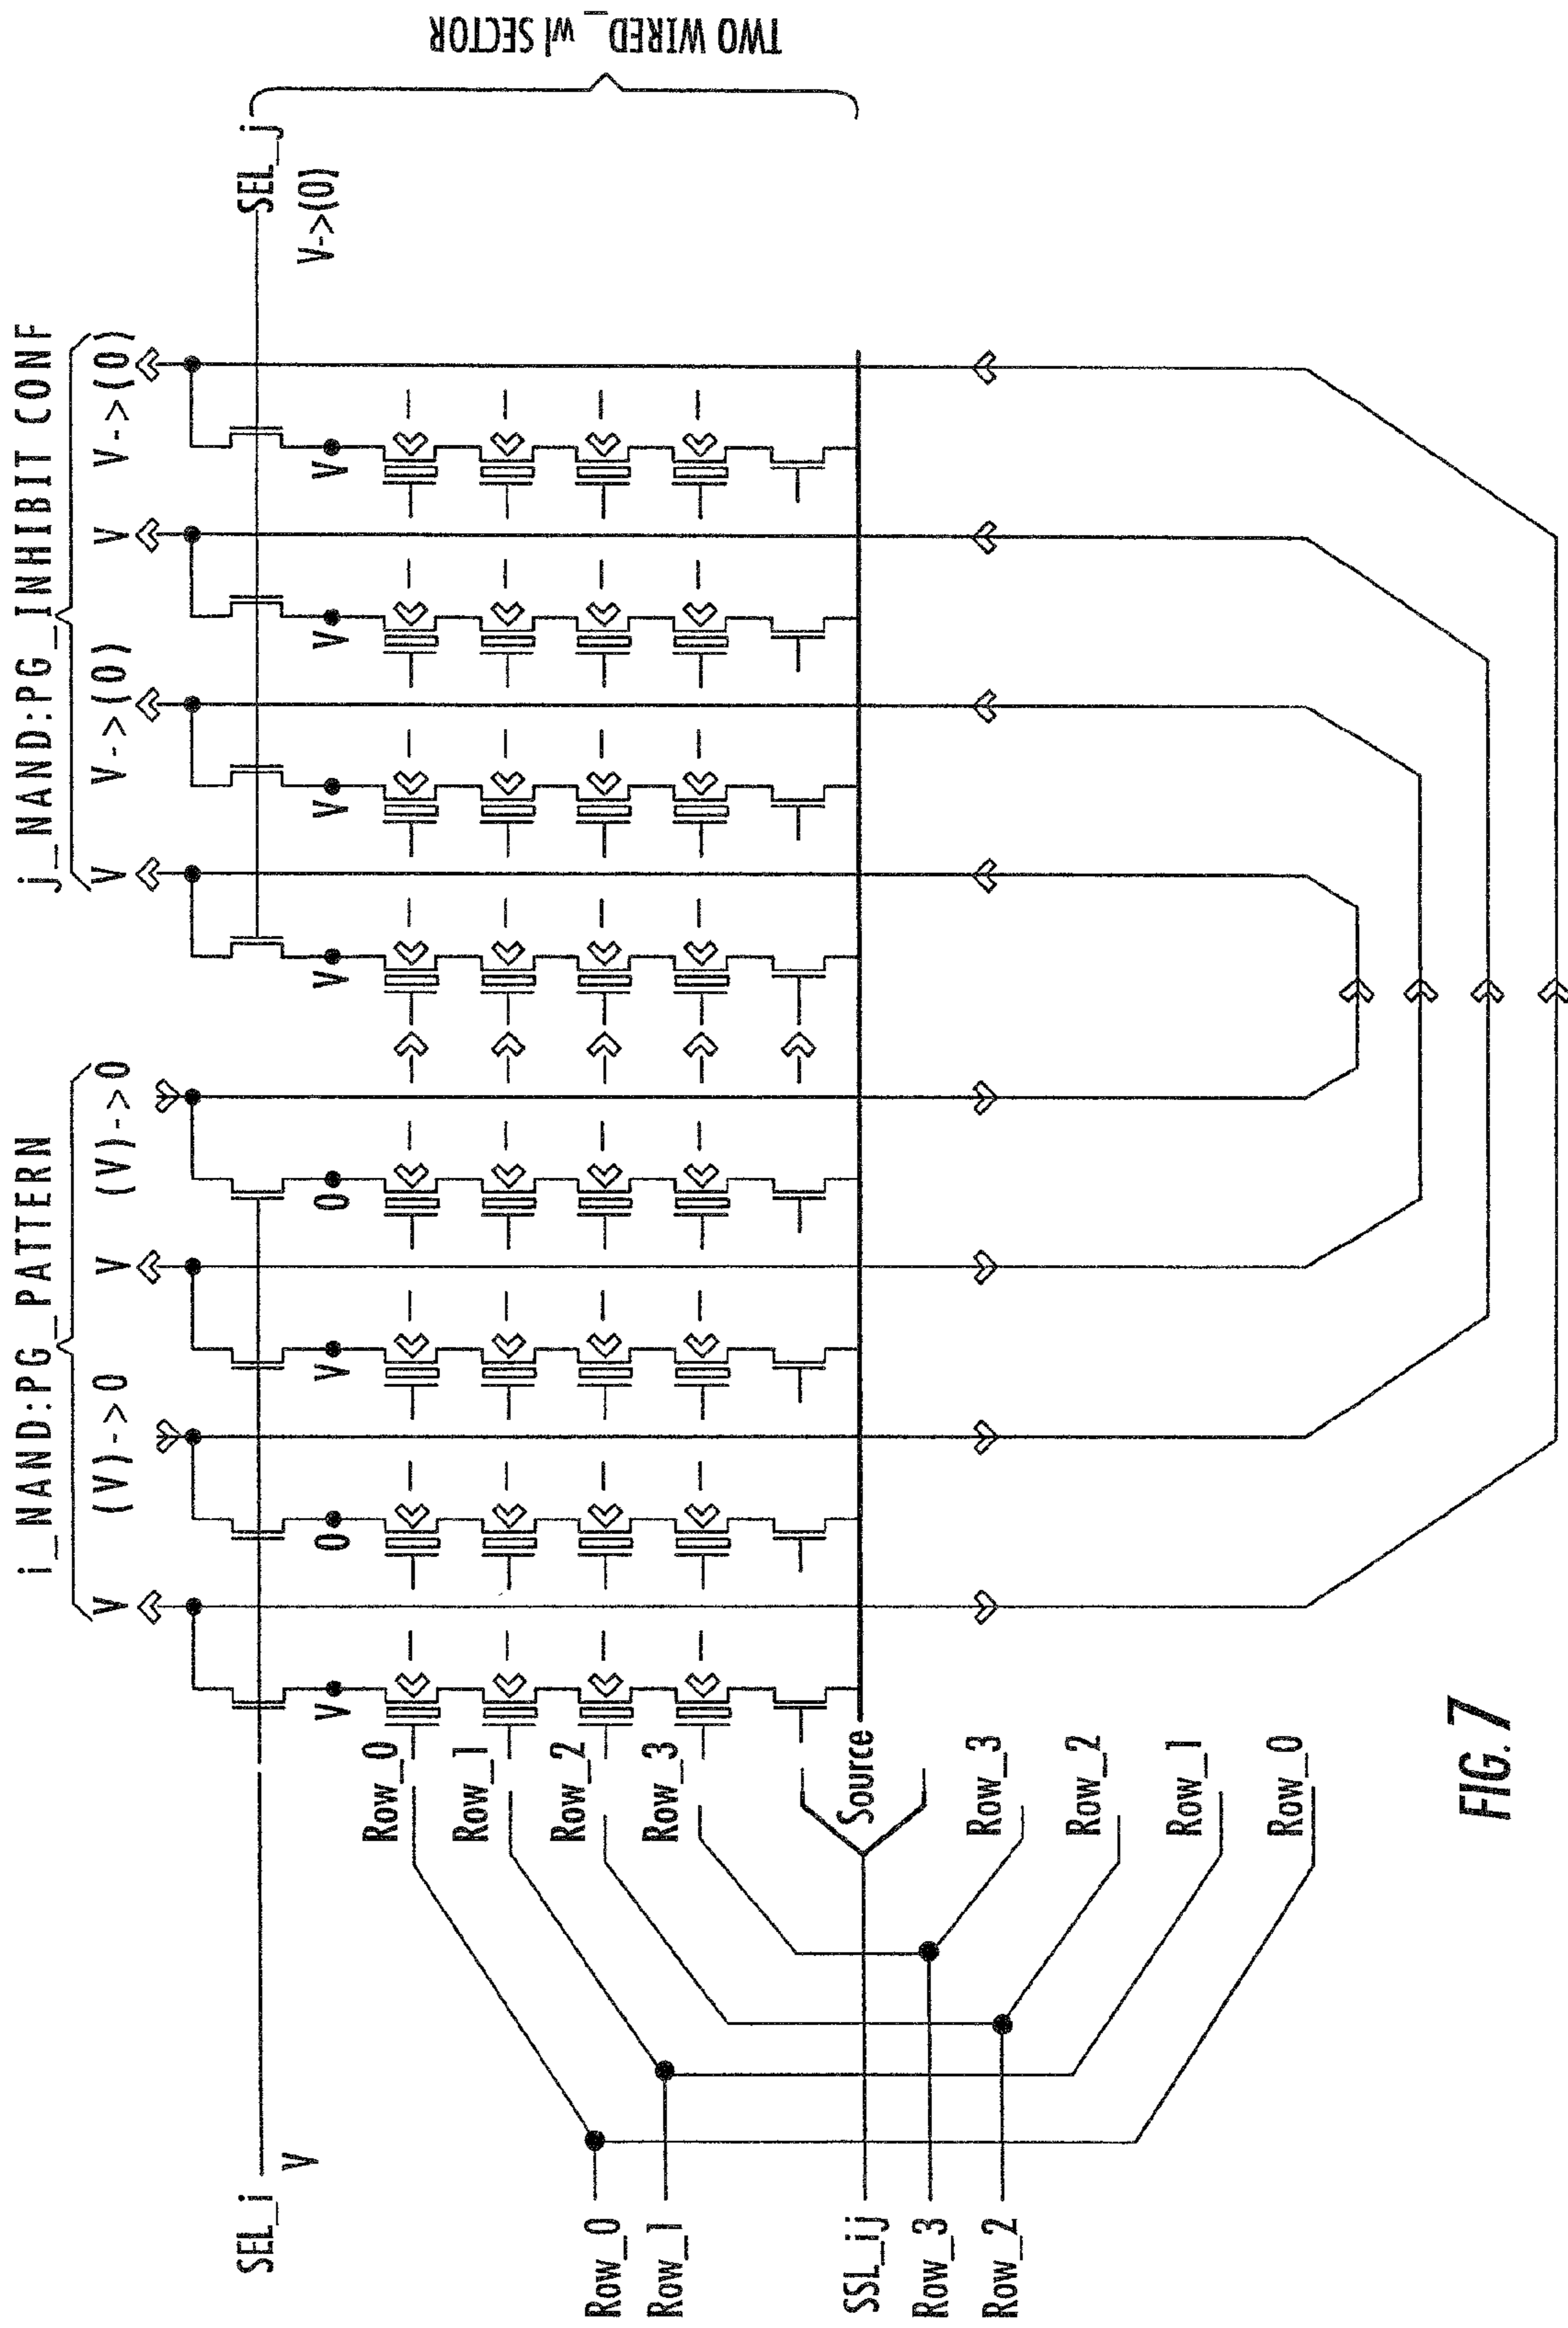 i_NAND:PG_PATTERN
j_NAND:PG_INHIBIT CONF
V
(V)->0
V
(V)->0
V
V->(0)
V
V->(0)
SEL_i
V
SEL_j
V->(0)
V
0
V
0
V
V
V
V
TWO WIRED_wl SECTOR
Row_0
Row_1
Row_2
Row_3
Row_0
Row_1
SSL_ij
Row_3
Row_2
Source
Row_3
Row_2
Row_1
Row_0
FIG. 7